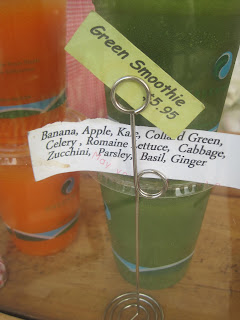 Green Smoothie
$5.95
Banana, Apple, Kale, Collard Green,
Celery , Romaine Lettuce, Cabbage,
Zucchini, Parsley, Basil, Ginger